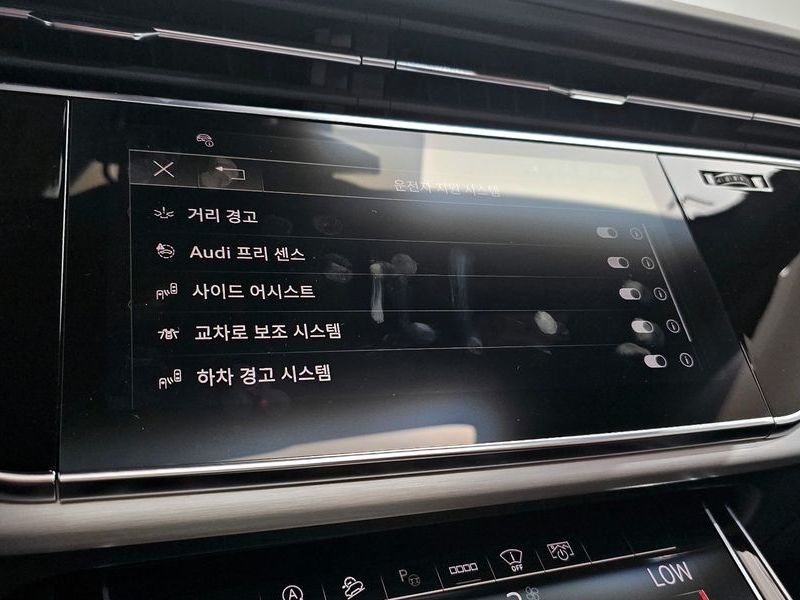 운전자 지원 시스템
거리 경고
Audi 프리 센스
사이드 어시스트
교차로 보조 시스템
하차 경고 시스템
A
P
OFF
LOW